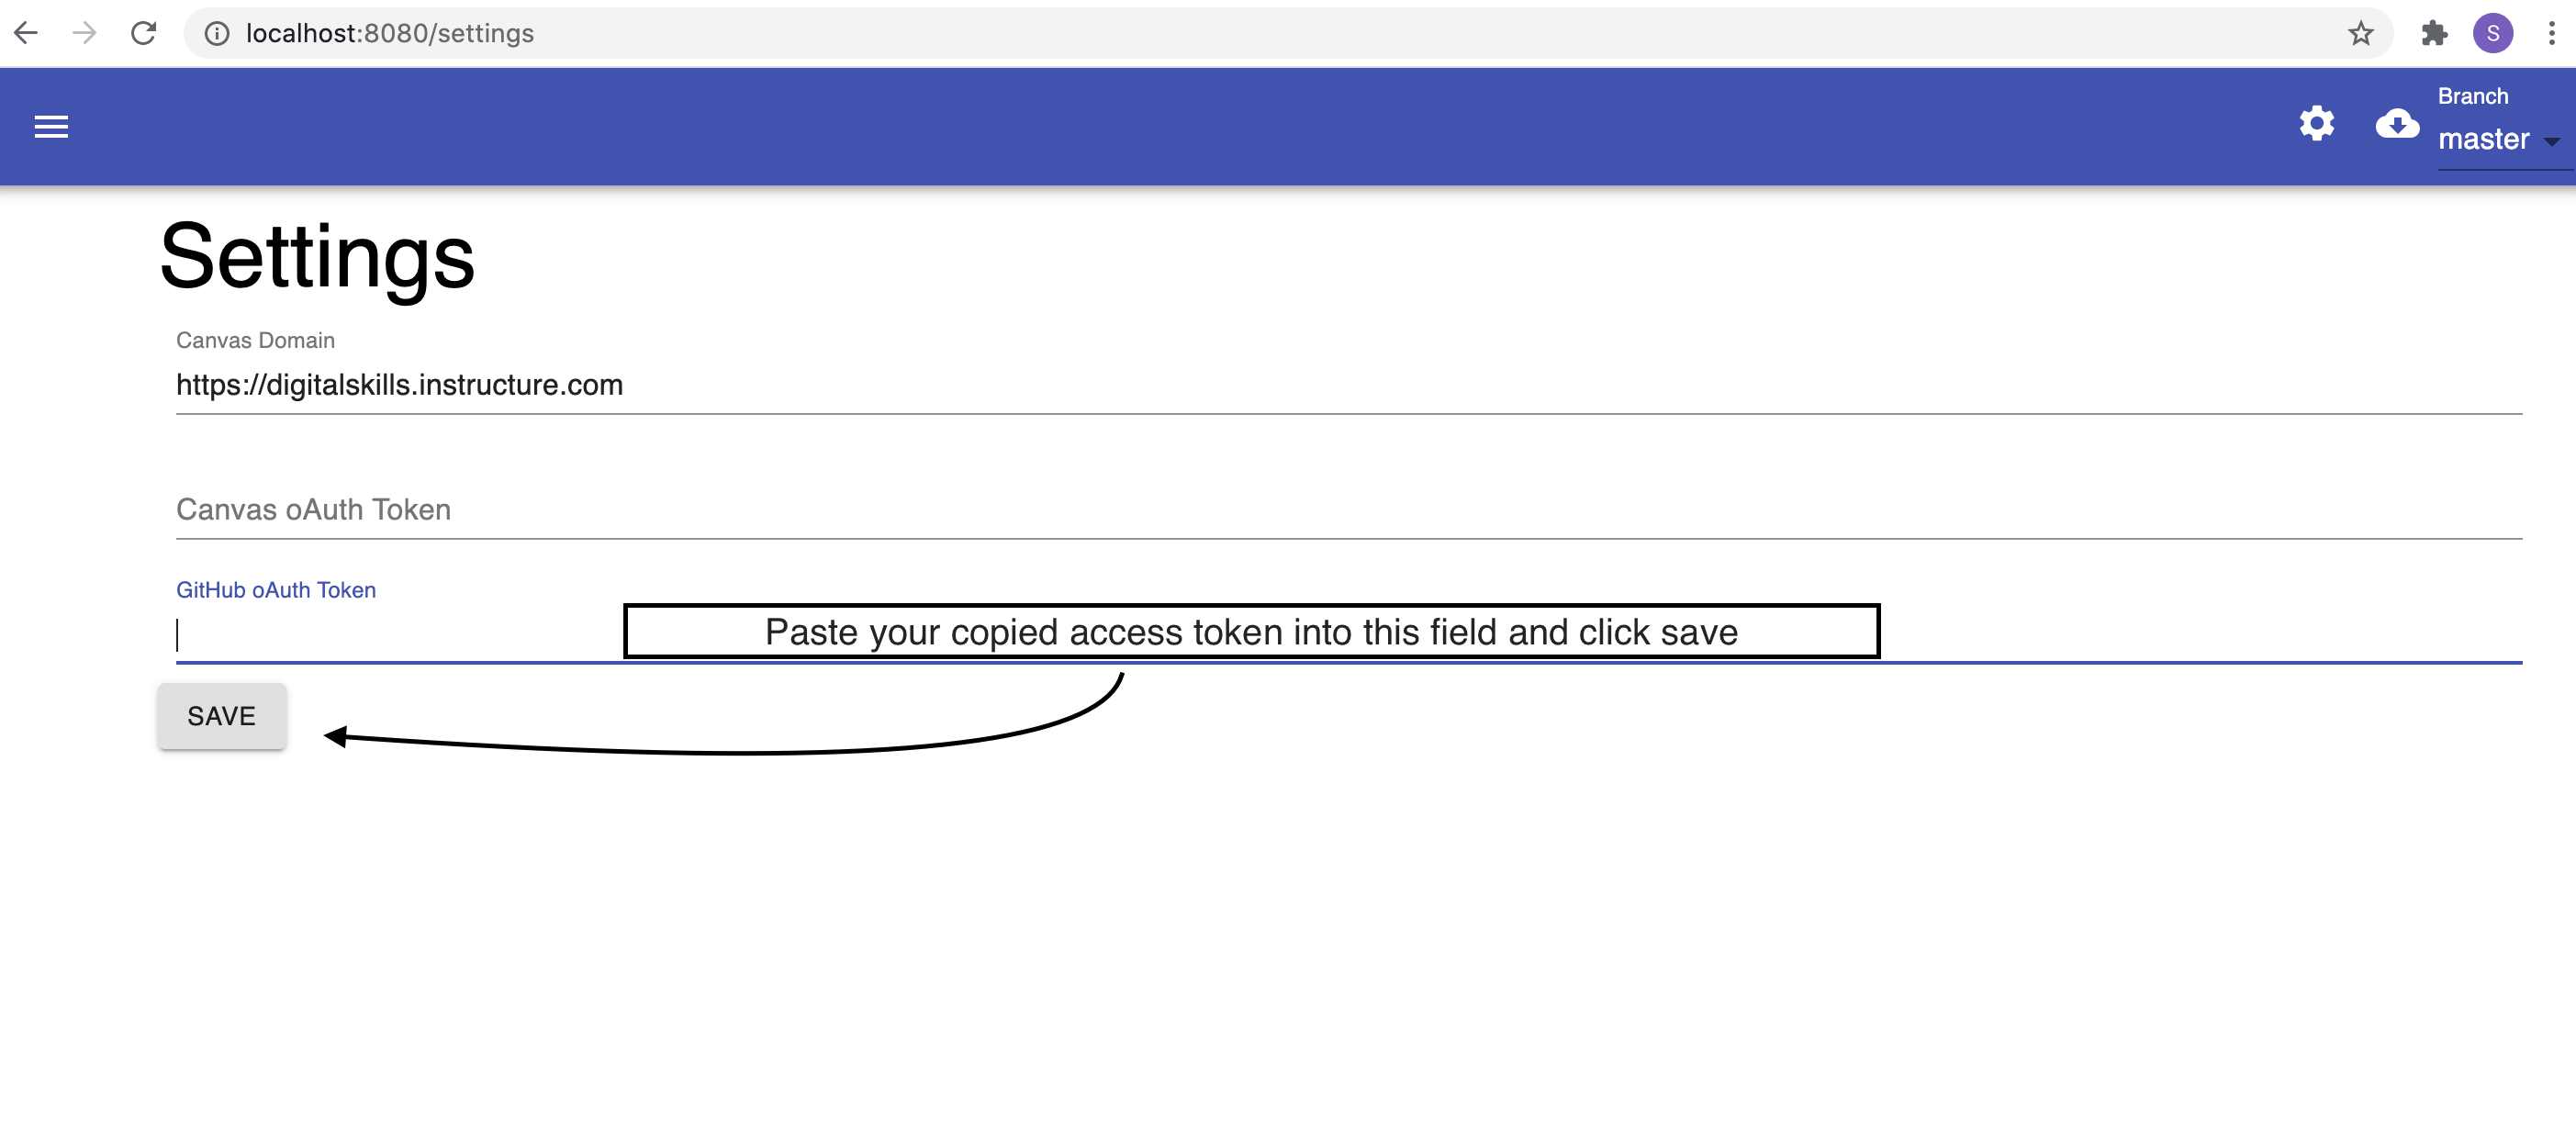 localhost:8080/settings
S
Branch
master
Settings
Canvas Domain
https://digitalskills.instructure.com
Canvas oAuth Token
GitHub oAuth Token
Paste your copied access token into this field and click save
SAVE